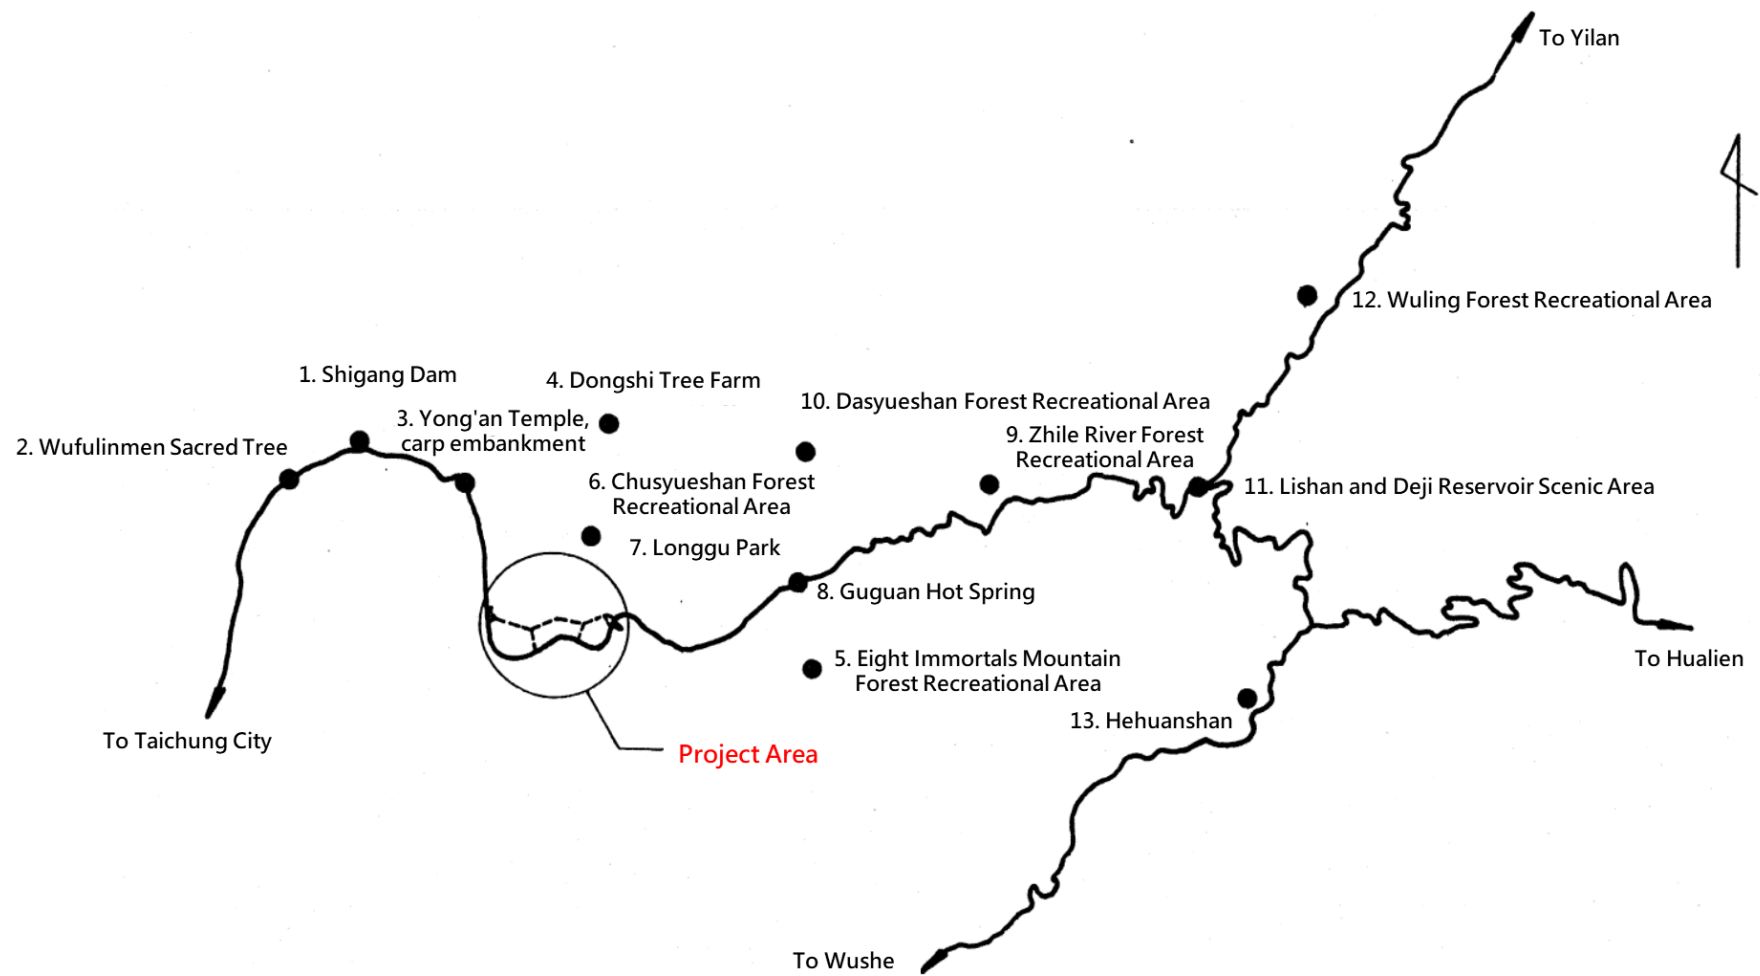 To Yilan
12. Wuling Forest Recreational Area
1. Shigang Dam
4. Dongshi Tree Farm
10. Dasyueshan Forest Recreational Area
3. Yong'an Temple,
carp embankment
2. Wufulinmen Sacred Tree
9. Zhile River Forest
Recreational Area
6. Chusyueshan Forest
Recreational Area
11. Lishan and Deji Reservoir Scenic Area
7. Longgu Park
8. Guguan Hot Spring
5. Eight Immortals Mountain
Forest Recreational Area
To Hualien
13. Hehuanshan
To Taichung City
Project Area
To Wushe